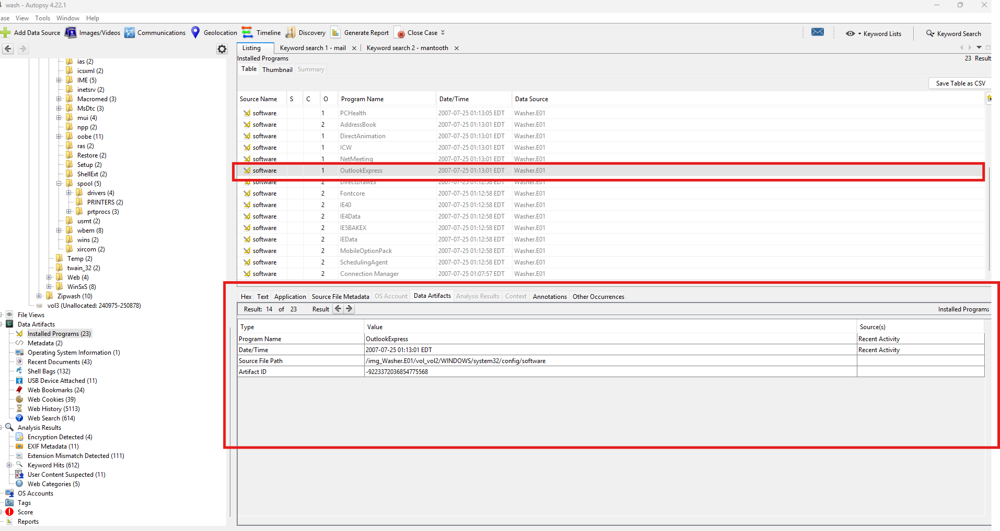 wash - Autopsy 4.22.1
ase View Tools Window Help
Add Data Source Images/Videos Communications Geolocation Timeline Discovery Generate Report Close Case Keyword Lists Keyword Search
Listing Keyword search 1 - mail Keyword search 2 - mantooth
Installed Programs 23 Result
Table Thumbnail Summary
Save Table as CSV
Source Name S C O Program Name Date/Time Data Source
software 1 PCHealth 2007-07-25 01:13:05 EDT Washer.E01
software 2 AddressBook 2007-07-25 01:13:01 EDT Washer.E01
software 1 DirectAnimation 2007-07-25 01:13:01 EDT Washer.E01
software 1 ICW 2007-07-25 01:13:01 EDT Washer.E01
software 1 NetMeeting 2007-07-25 01:13:01 EDT Washer.E01
software 1 OutlookExpress 2007-07-25 01:13:01 EDT Washer.E01
software 2 DirectDrawEx 2007-07-25 01:12:58 EDT Washer.E01
software 2 Fontcore 2007-07-25 01:12:58 EDT Washer.E01
software 2 IE40 2007-07-25 01:12:58 EDT Washer.E01
software 2 IE4Data 2007-07-25 01:12:58 EDT Washer.E01
software 2 IE5BAKEX 2007-07-25 01:12:58 EDT Washer.E01
software 2 IEData 2007-07-25 01:12:58 EDT Washer.E01
software 2 MobileOptionPack 2007-07-25 01:12:58 EDT Washer.E01
software 2 SchedulingAgent 2007-07-25 01:12:58 EDT Washer.E01
software 2 Connection Manager 2007-07-25 01:07:57 EDT Washer.E01
Hex Text Application Source File Metadata OS Account Data Artifacts Analysis Results Context Annotations Other Occurrences
Result: 14 of 23 Result Installed Programs
Type Value Source(s)
Program Name OutlookExpress Recent Activity
Date/Time 2007-07-25 01:13:01 EDT Recent Activity
Source File Path /img_Washer.E01/vol_vol2/WINDOWS/system32/config/software
Artifact ID -9223372036854775568
ias (2)
icsxml (2)
IME (5)
inetsrv (2)
Macromed (3)
MsDtc (3)
mui (4)
npp (2)
oobe (11)
ras (2)
Restore (2)
Setup (2)
ShellExt (2)
spool (5)
drivers (4)
PRINTERS (2)
prtprocs (3)
usmt (2)
wbem (8)
wins (2)
xircom (2)
Temp (2)
twain_32 (2)
Web (4)
WinSxS (8)
Zipwash (10)
vol3 (Unallocated: 240975-250878)
File Views
Data Artifacts
Installed Programs (23)
Metadata (2)
Operating System Information (1)
Recent Documents (43)
Shell Bags (132)
USB Device Attached (11)
Web Bookmarks (24)
Web Cookies (39)
Web History (5113)
Web Search (614)
Analysis Results
Encryption Detected (4)
EXIF Metadata (11)
Extension Mismatch Detected (111)
Keyword Hits (612)
User Content Suspected (11)
Web Categories (5)
OS Accounts
Tags
Score
Reports